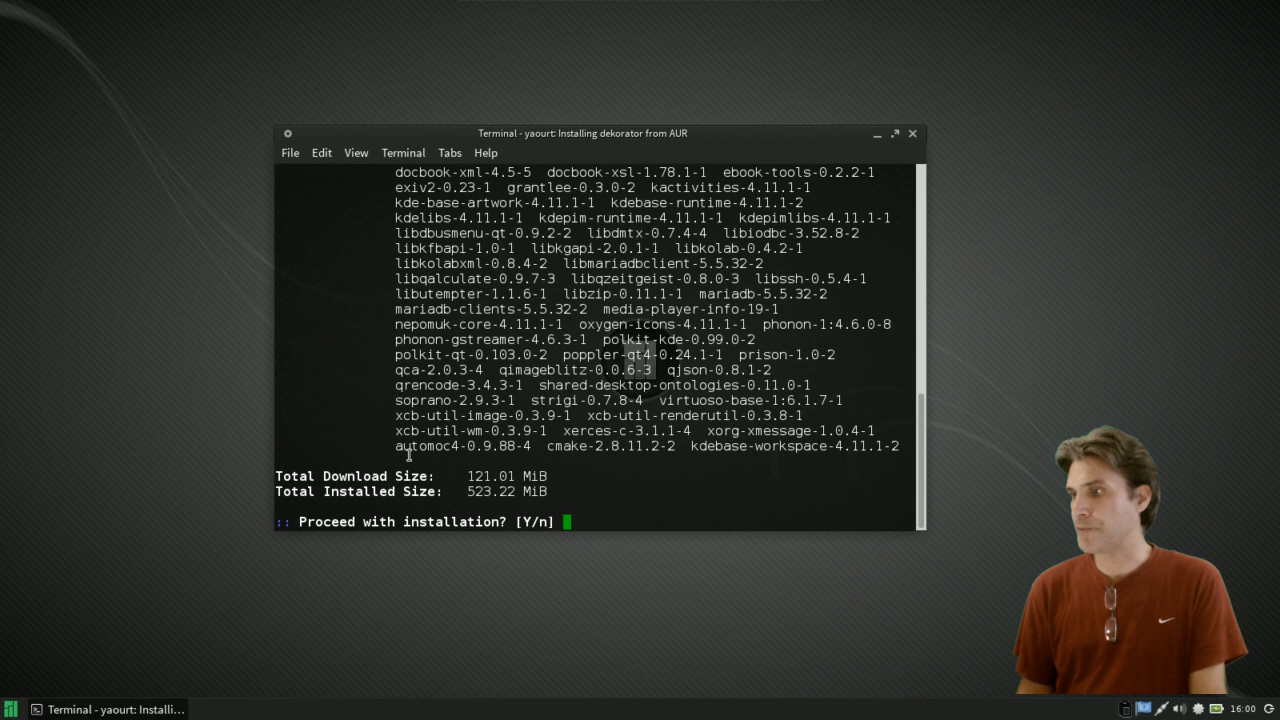 Terminal - yaourt: Installing dekorator from AUR
File Edit View Terminal Tabs Help
docbook-xml-4.5-5 docbook-xsl-1.78.1-1 ebook-tools-0.2.2-1
exiv2-0.23-1 grantlee-0.3.0-2 kactivities-4.11.1-1
kde-base-artwork-4.11.1-1 kdebase-runtime-4.11.1-2
kdelibs-4.11.1-1 kdepim-runtime-4.11.1-1 kdepimlibs-4.11.1-1
libdbusmenu-qt-0.9.2-2 libdmtx-0.7.4-4 libiodbc-3.52.8-2
libkfbapi-1.0-1 libkgapi-2.0.1-1 libkolab-0.4.2-1
libkolabxml-0.8.4-2 libmariadbclient-5.5.32-2
libqalculate-0.9.7-3 libqzeitgeist-0.8.0-3 libssh-0.5.4-1
libutempter-1.1.6-1 libzip-0.11.1-1 mariadb-5.5.32-2
mariadb-clients-5.5.32-2 media-player-info-19-1
nepomuk-core-4.11.1-1 oxygen-icons-4.11.1-1 phonon-1:4.6.0-8
phonon-gstreamer-4.6.3-1 polkit-kde-0.99.0-2
polkit-qt-0.103.0-2 poppler-qt4-0.24.1-1 prison-1.0-2
qca-2.0.3-4 qimageblitz-0.0.6-3 qjson-0.8.1-2
qrencode-3.4.3-1 shared-desktop-ontologies-0.11.0-1
soprano-2.9.3-1 strigi-0.7.8-4 virtuoso-base-1:6.1.7-1
xcb-util-image-0.3.9-1 xcb-util-renderutil-0.3.8-1
xcb-util-wm-0.3.9-1 xerces-c-3.1.1-4 xorg-xmessage-1.0.4-1
automoc4-0.9.88-4 cmake-2.8.11.2-2 kdebase-workspace-4.11.1-2
Total Download Size: 121.01 MiB
Total Installed Size: 523.22 MiB
:: Proceed with installation? [Y/n]
Terminal - yaourt: Installi... 16:00